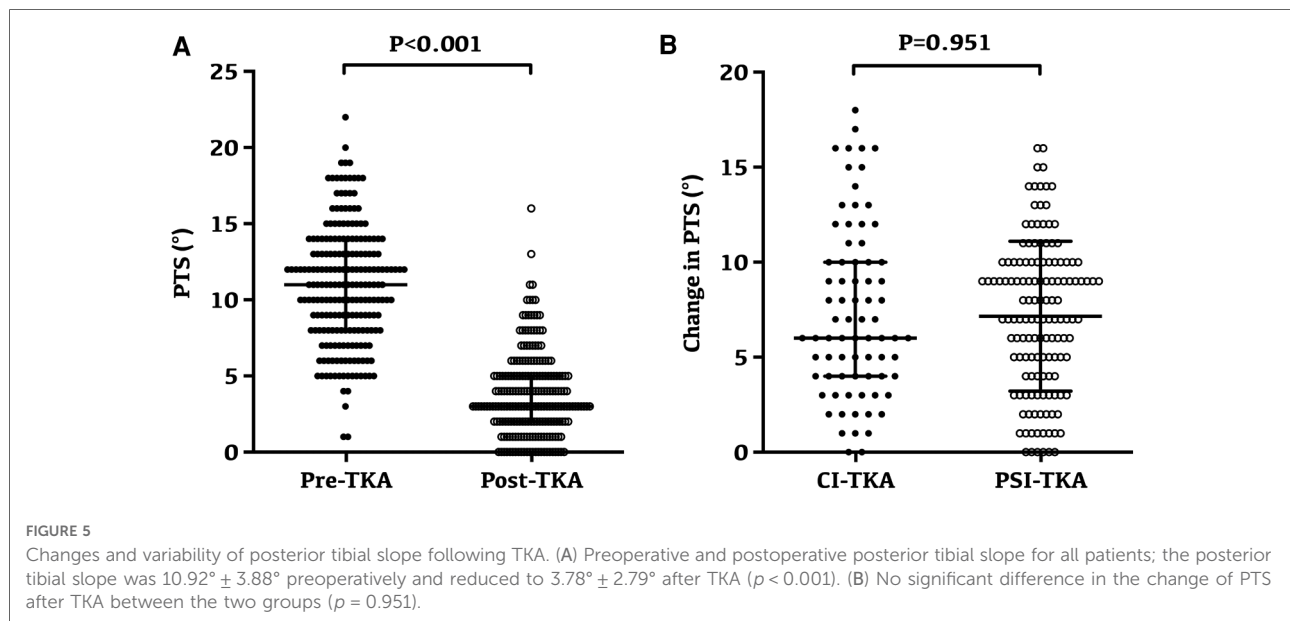 A
P<0.001
25
20
15
10
5
0
PTS (°)
Pre-TKA
Post-TKA
B
P=0.951
20
15
10
5
0
Change in PTS (°)
CI-TKA
PSI-TKA
FIGURE 5
Changes and variability of posterior tibial slope following TKA. (A) Preoperative and postoperative posterior tibial slope for all patients; the posterior
tibial slope was 10.92° ± 3.88° preoperatively and reduced to 3.78° ± 2.79° after TKA (p < 0.001). (B) No significant difference in the change of PTS
after TKA between the two groups (p = 0.951).